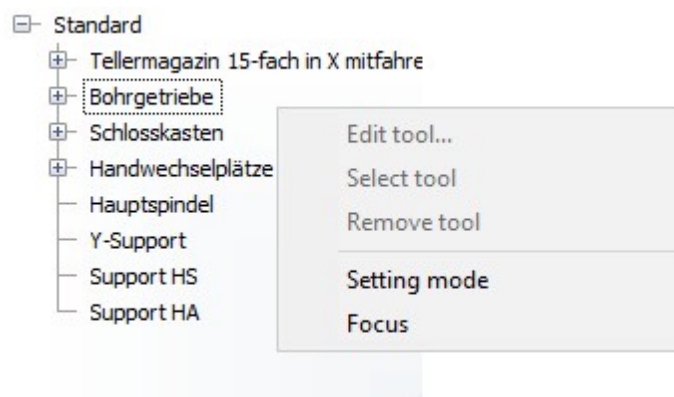 Standard
Tellermagazin 15-fach in X mitfahre
Bohrgetriebe
Schlosskasten
Handwechselplätze
Hauptspindel
Y-Support
Support HS
Support HA
Edit tool...
Select tool
Remove tool
Setting mode
Focus